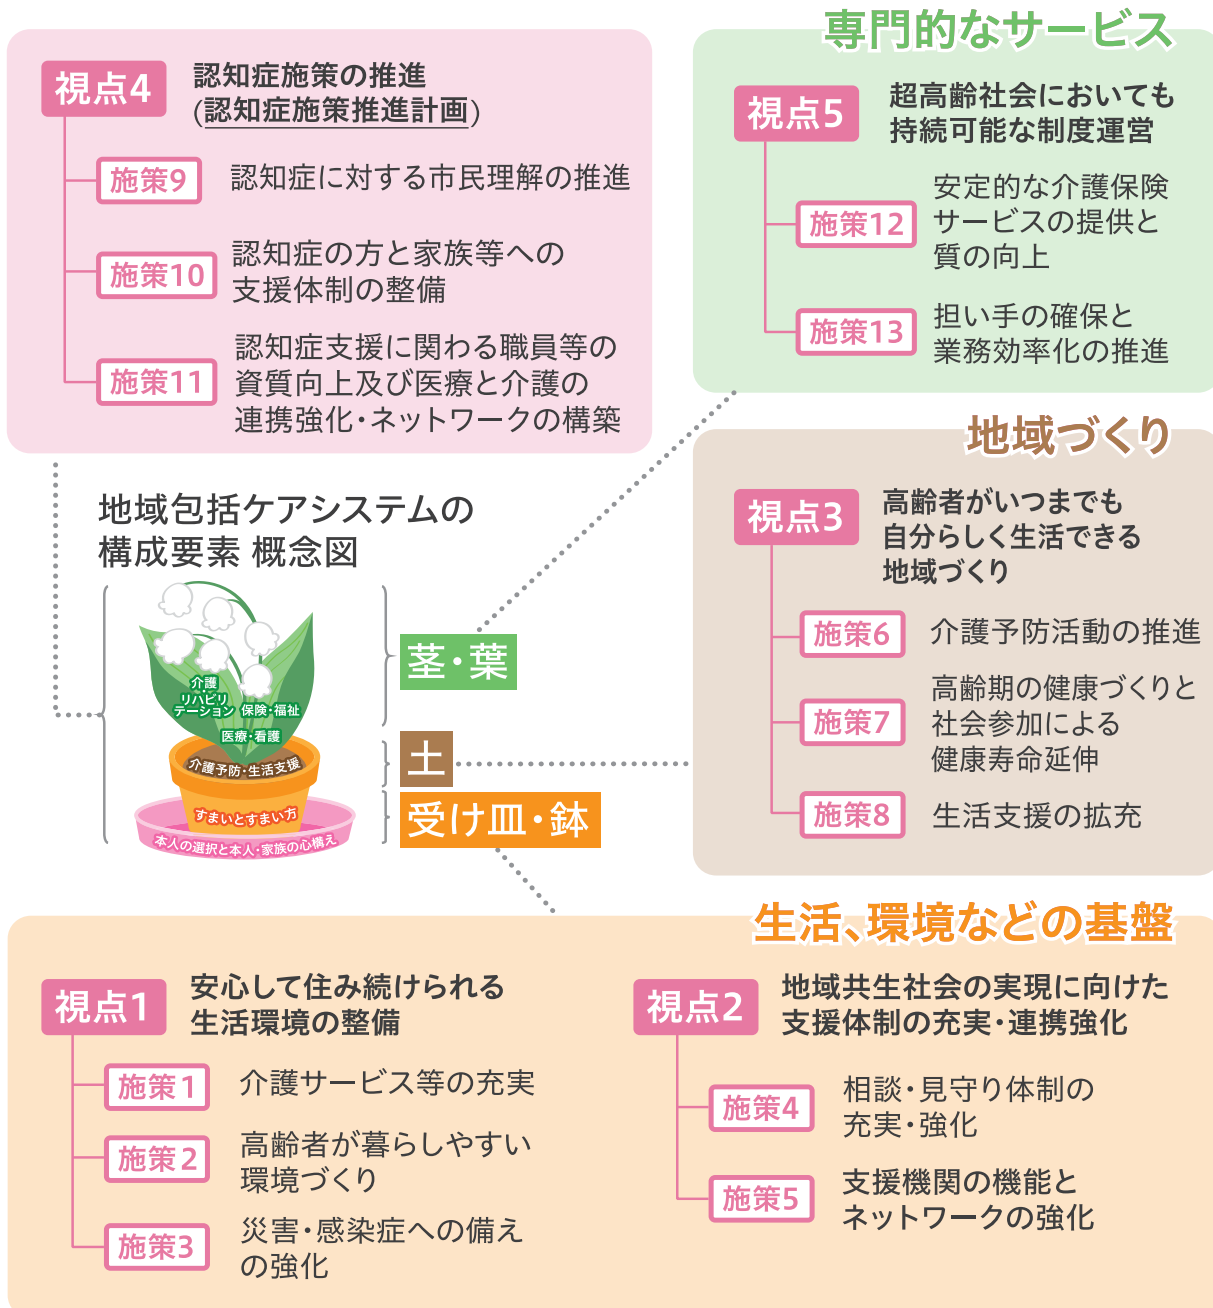 視点4
認知症施策の推進
(認知症施策推進計画)
施策9
認知症に対する市民理解の推進
施策10
認知症の方と家族等への
支援体制の整備
施策11
認知症支援に関わる職員等の
資質向上及び医療と介護の
連携強化・ネットワークの構築
専門的なサービス
視点5
超高齢社会においても
持続可能な制度運営
施策12
安定的な介護保険
サービスの提供と
質の向上
施策13
担い手の確保と
業務効率化の推進
地域づくり
視点3
高齢者がいつまでも
自分らしく生活できる
地域づくり
施策6
介護予防活動の推進
施策7
高齢期の健康づくりと
社会参加による
健康寿命延伸
施策8
生活支援の拡充
地域包括ケアシステムの
構成要素 概念図
介護
・
リハビリ
テーション
保険・福祉
医療・看護
介護予防・生活支援
すまいとすまい方
本人の選択と本人・家族の心構え
茎・葉
土
受け皿・鉢
生活、環境などの基盤
視点1
安心して住み続けられる
生活環境の整備
施策1
介護サービス等の充実
施策2
高齢者が暮らしやすい
環境づくり
施策3
災害・感染症への備え
の強化
視点2
地域共生社会の実現に向けた
支援体制の充実・連携強化
施策4
相談・見守り体制の
充実・強化
施策5
支援機関の機能と
ネットワークの強化